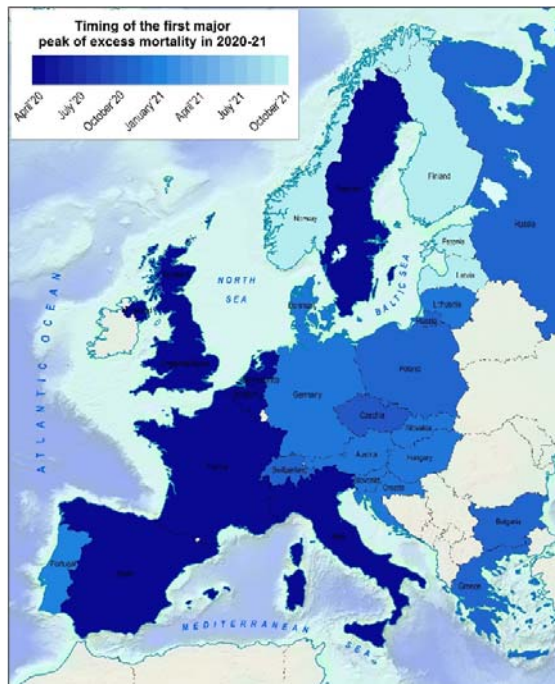 Timing of the first major
peak of excess mortality in 2020-21
April'20
July'20
October'20
January'21
April'21
July'21
October'21
Finland
Norway
Russia
Estonia
Latvia
Lithuania
NORTH
SEA
BALTIC SEA
ATLANTIC OCEAN
Poland
Germany
Czechia
Slovakia
Austria
Hungary
Switzerland
Croatia
Bulgaria
Portugal
Greece
MEDITERRANEAN
SEA